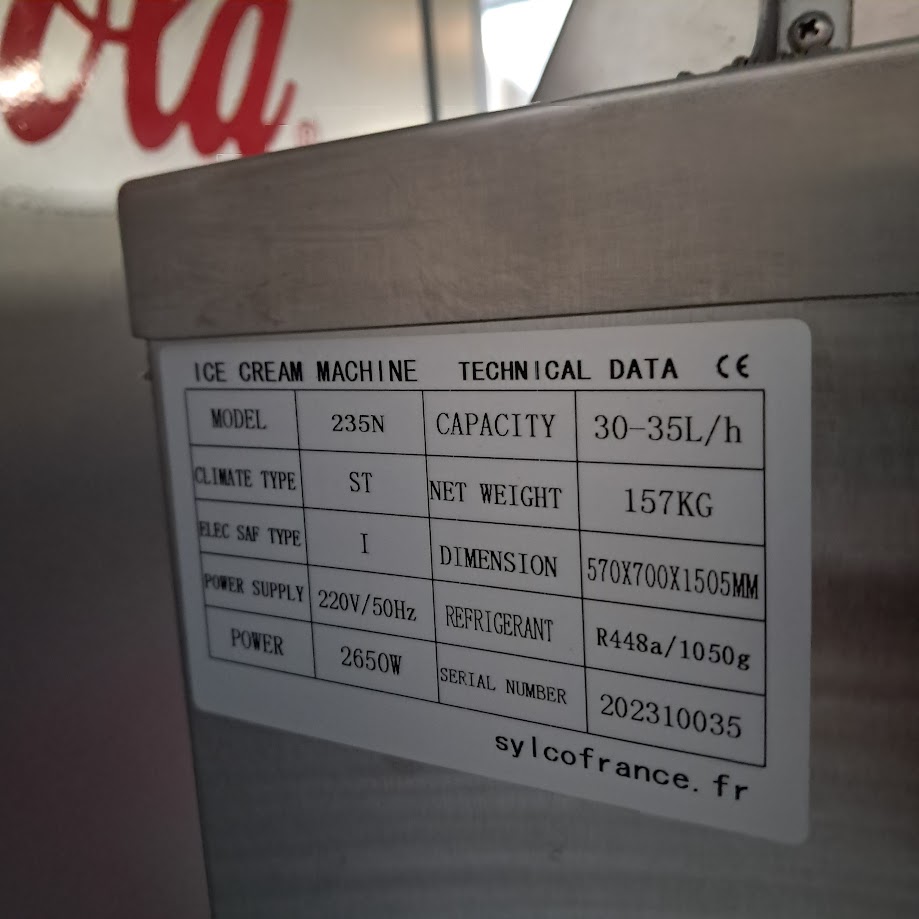 ola
ICE CREAM MACHINE TECHNICAL DATA CE
MODEL 235N CAPACITY 30-35L/h
CLIMATE TYPE ST NET WEIGHT 157KG
ELEC SAF TYPE I DIMENSION 570X700X1505MM
POWER SUPPLY 220V/50Hz REFRIGERANT R448a/1050g
POWER 2650W SERIAL NUMBER 202310035
sylcofrance.fr